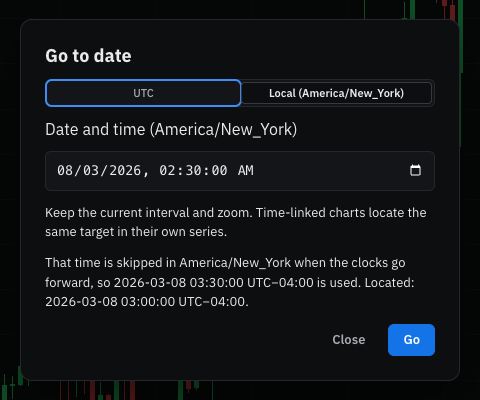 Go to date
UTC
Local (America/New_York)
Date and time (America/New_York)
08/03/2026, 02:30:00 AM
Keep the current interval and zoom. Time-linked charts locate the
same target in their own series.
That time is skipped in America/New_York when the clocks go
forward, so 2026-03-08 03:30:00 UTC−04:00 is used. Located:
2026-03-08 03:00:00 UTC−04:00.
Close
Go